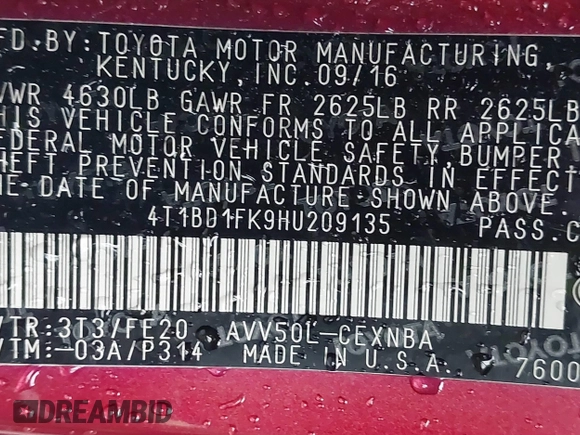 FD.BY:TOYOTA MOTOR MANUFACTURING,
KENTUCKY, INC.09/16
VWR 4630LB GAWR FR 2625LB RR 2625LB
HIS VEHICLE CONFORMS TO ALL APPLICA
EDERAL MOTOR VEHICLE SAFETY, BUMPER
HEFT PREVENTION STANDARDS IN EFFECT
HE DATE OF MANUFACTURE SHOWN ABOVE.
4T1BD1FK9HU209135 PASS.C
/TR:3T3/FE20 AVV50L-CEXNBA
/TM:-03A/P314 MADE IN U.S.A.
7600
DREAMBID